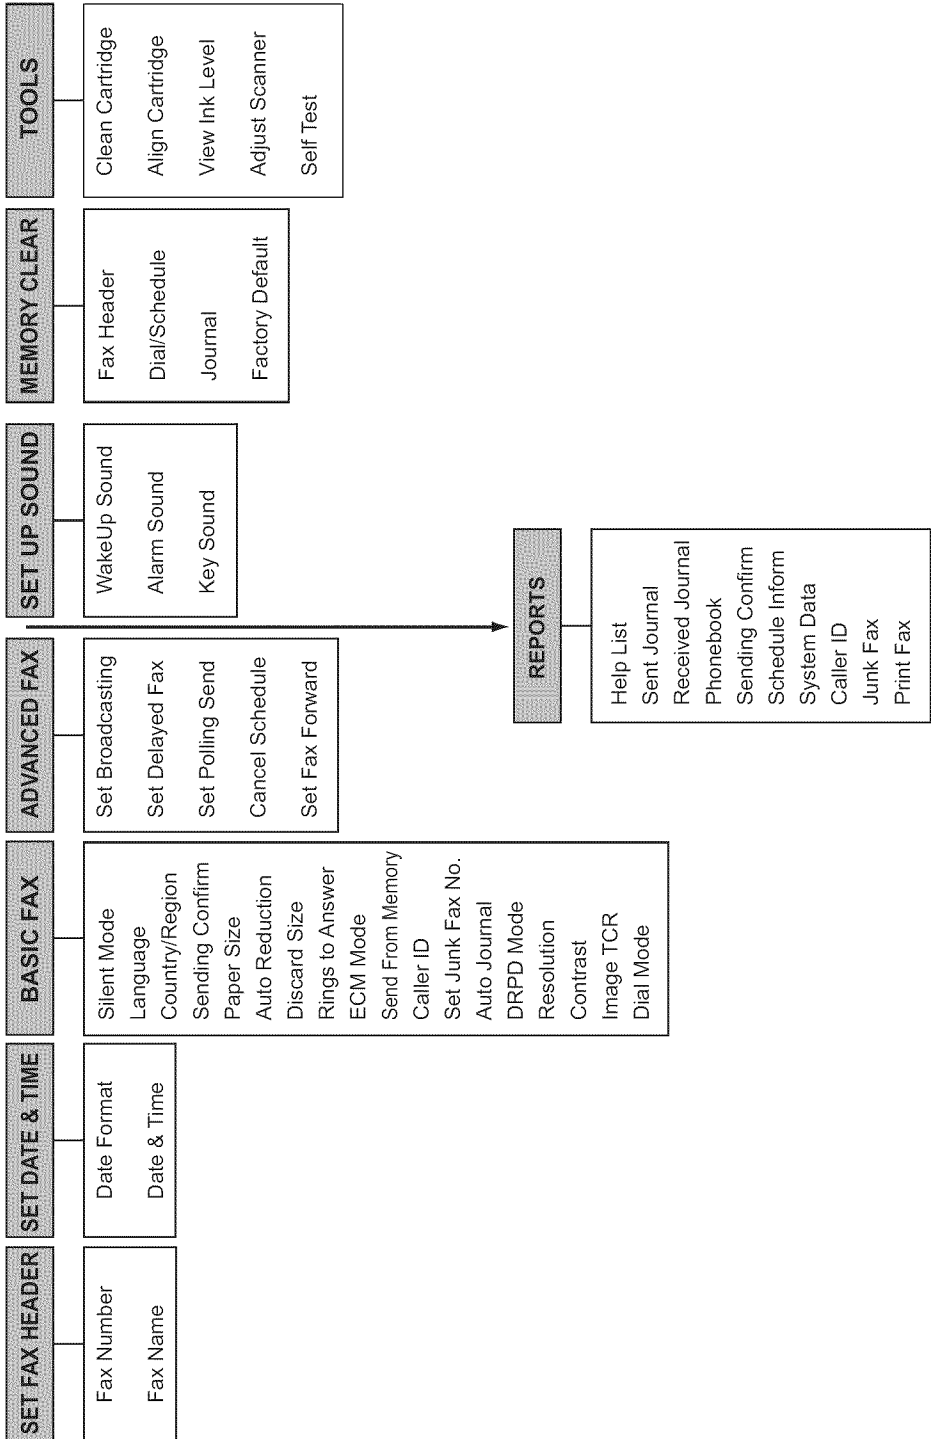 SET FAX HEADER
Fax Number
Fax Name
SET DATE & TIME
Date Format
Date & Time
BASIC FAX
Silent Mode
Language
Country/Region
Sending Confirm
Paper Size
Auto Reduction
Discard Size
Rings to Answer
ECM Mode
Send From Memory
Caller ID
Set Junk Fax No.
Auto Journal
DRPD Mode
Resolution
Contrast
Image TCR
Dial Mode
ADVANCED FAX
Set Broadcasting
Set Delayed Fax
Set Polling Send
Cancel Schedule
Set Fax Forward
REPORTS
Help List
Sent Journal
Received Journal
Phonebook
Sending Confirm
Schedule Inform
System Data
Caller ID
Junk Fax
Print Fax
SET UP SOUND
WakeUp Sound
Alarm Sound
Key Sound
MEMORY CLEAR
Fax Header
Dial/Schedule
Journal
Factory Default
TOOLS
Clean Cartridge
Align Cartridge
View Ink Level
Adjust Scanner
Self Test